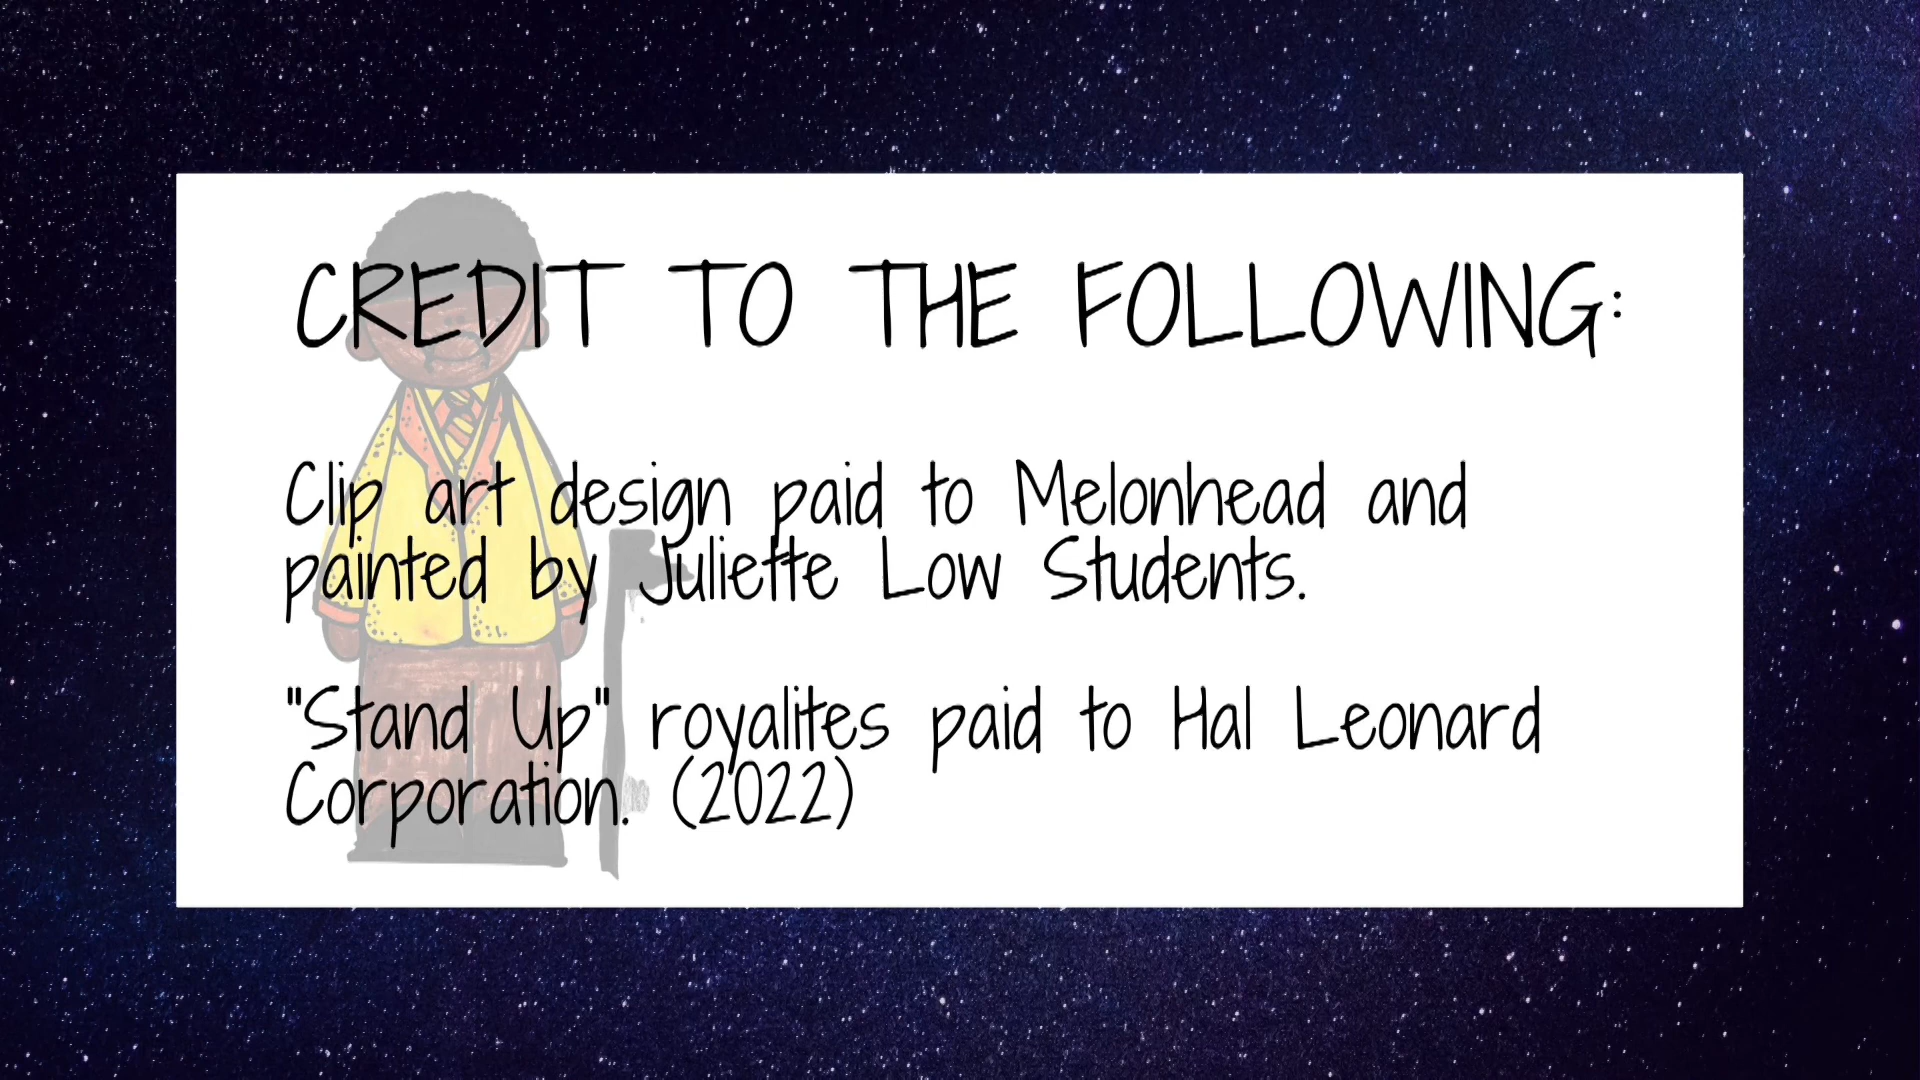 CREDIT TO THE FOLLOWING:
Clip art design paid to Melonhead and
painted by Juliette Low Students.
"Stand Up" royalites paid to Hal Leonard
Corporation. (2022)